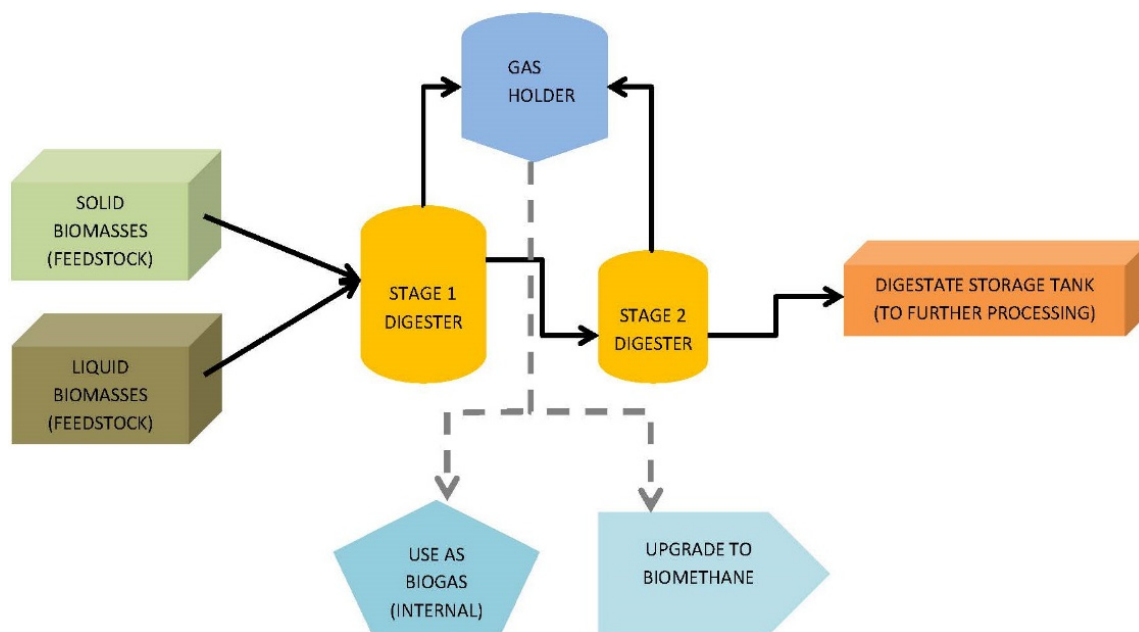 GAS
HOLDER
SOLID
BIOMASSES
(FEEDSTOCK)
LIQUID
BIOMASSES
(FEEDSTOCK)
STAGE 1
DIGESTER
STAGE 2
DIGESTER
DIGESTATE STORAGE TANK
(TO FURTHER PROCESSING)
USE AS
BIOGAS
(INTERNAL)
UPGRADE TO
BIOMETHANE